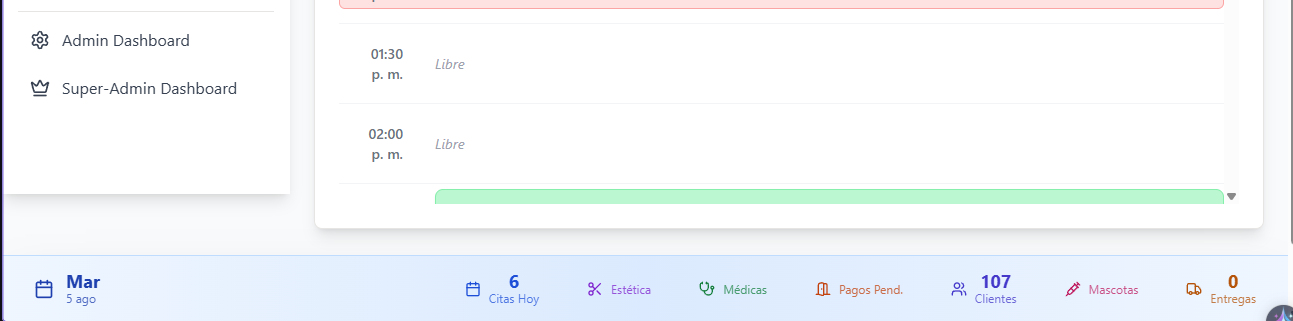 Admin Dashboard
Super-Admin Dashboard
01:30
p. m.
Libre
02:00
p. m.
Libre
Mar
5 ago
6
Citas Hoy
Estética
Médicas
Pagos Pend.
107
Clientes
Mascotas
0
Entregas